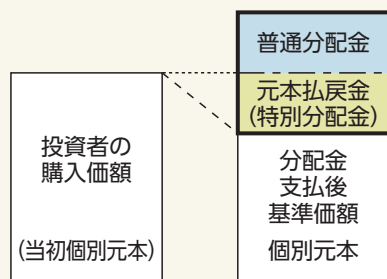 普通分配金
元本払戻金
(特別分配金)
投資者の
購入価額
(当初個別元本)
分配金
支払後
基準価額
個別元本